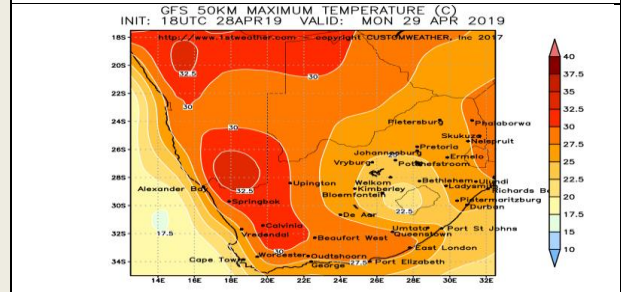 GFS 50KM MAXIMUM TEMPERATURE (C)
INIT: 18UTC 28APR19 VALID: MON 29 APR 2019
http://www.1stweather.com - copyright CUSTOMWEATHER, Inc 2017
18S
20S
22S
24S
26S
28S
30S
32S
34S
14E
16E
18E
20E
22E
24E
26E
28E
30E
32E
32.5
30
30
30
32.5
22.5
17.5
30
27.5
Pietersburg
Phalaborwa
Skukuza
Nelspruit
Pretoria
Johannesburg
Ermelo
Vryburg
Potchefstroom
Bethlehem
Ulundi
Welkom
Ladysmith
Kimberley
Richards B
Bloemfontein
Pietermaritzburg
Durban
Alexander Bay
Upington
Springbok
De Aar
Umtata
Port St Johns
Queenstown
Calvinia
Vredendal
Beaufort West
East London
Cape Town
Worcester
Oudtshoorn
George
Port Elizabeth
40
37.5
35
32.5
30
27.5
25
22.5
20
17.5
15
10